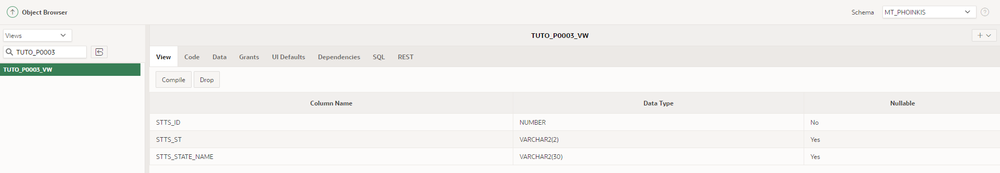 Object Browser
Schema MT_PHOINKIS
Views
TUTO_P0003
TUTO_P0003_VW
TUTO_P0003_VW
View Code Data Grants UI Defaults Dependencies SQL REST
Compile Drop
Column Name Data Type Nullable
STTS_ID NUMBER No
STTS_ST VARCHAR2(2) Yes
STTS_STATE_NAME VARCHAR2(30) Yes